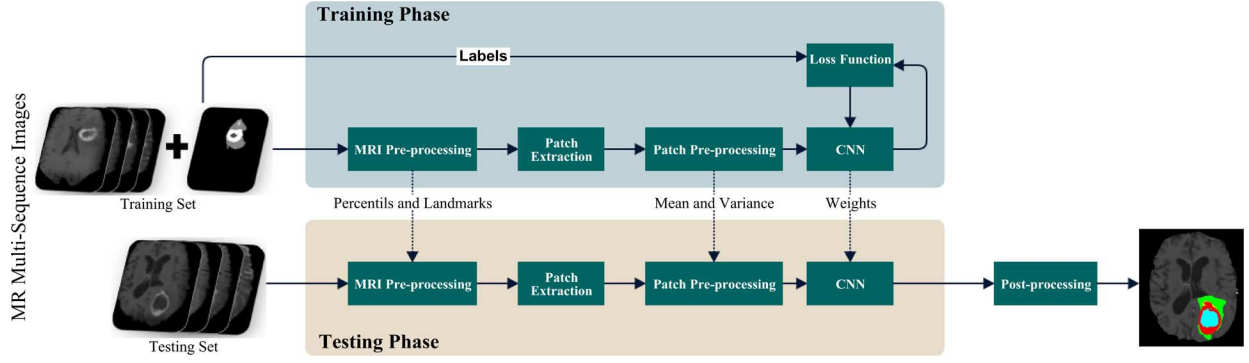 MR Multi-Sequence Images
Training Phase
Labels
Loss Function
MRI Pre-processing
Patch
Extraction
Patch Pre-processing
CNN
Training Set
Percentils and Landmarks
Mean and Variance
Weights
MRI Pre-processing
Patch
Extraction
Patch Pre-processing
CNN
Post-processing
Testing Phase
Testing Set